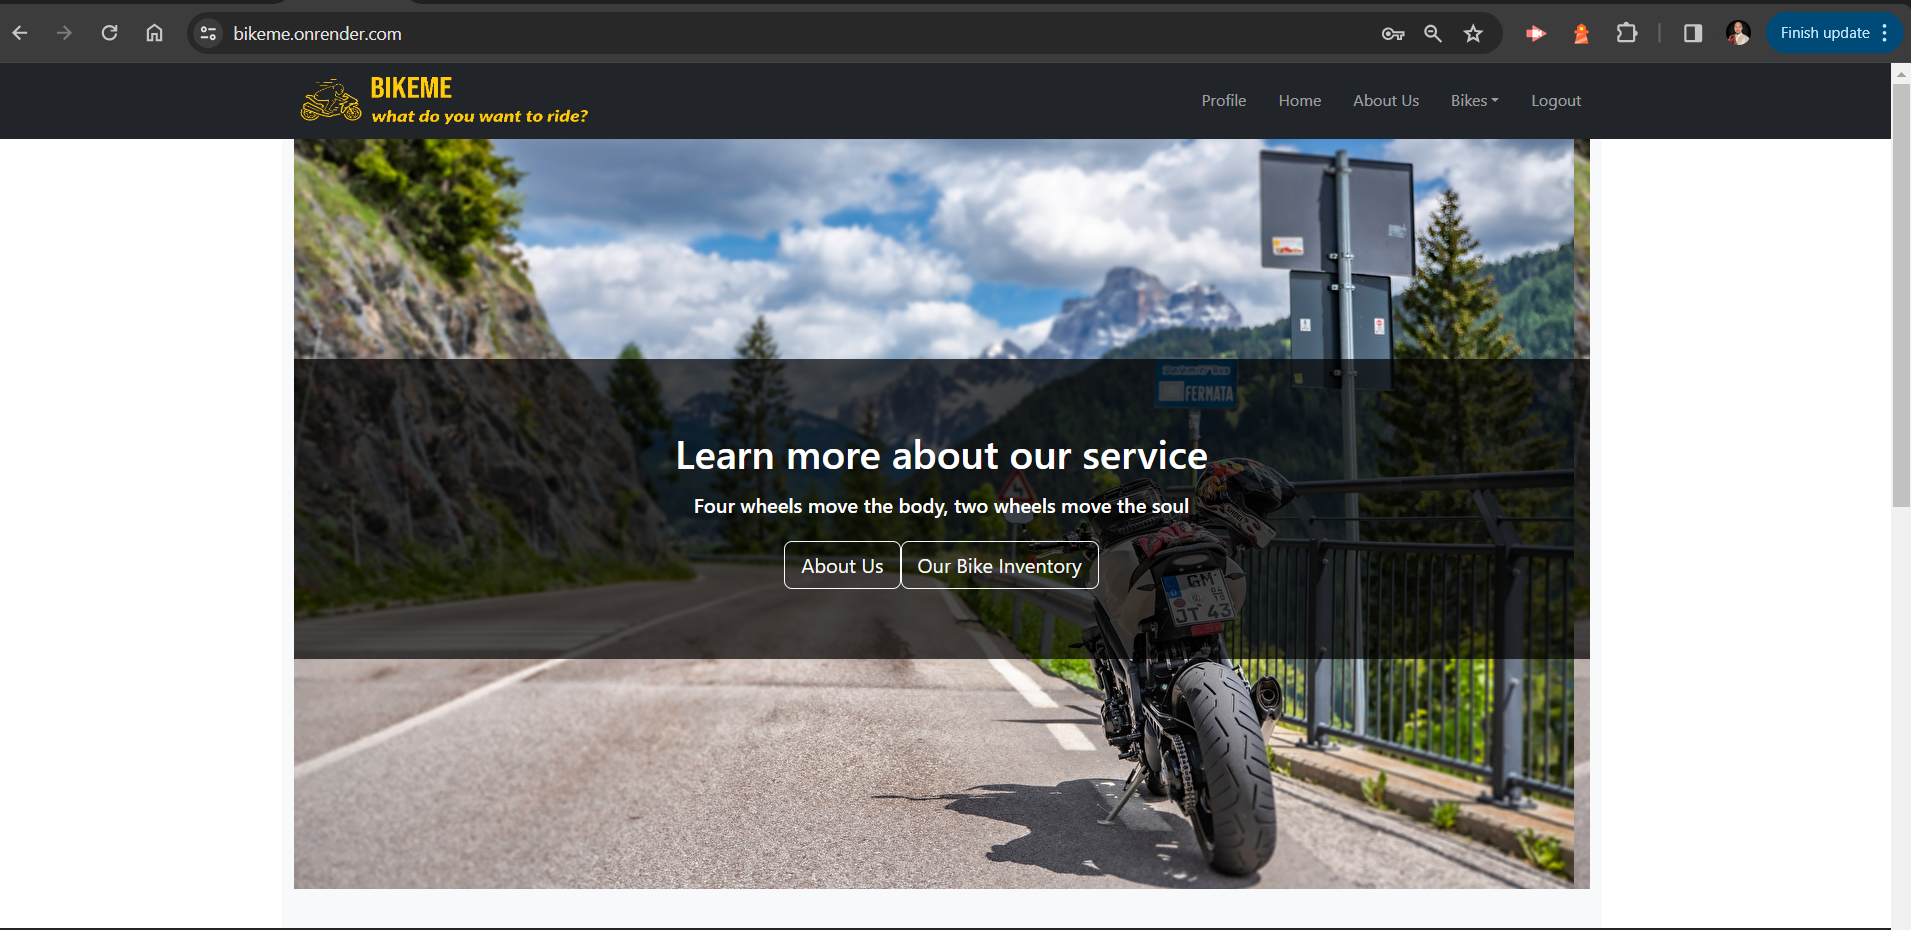 bikeme.onrender.com
Finish update
BIKEME
what do you want to ride?
Profile
Home
About Us
Bikes
Logout
FERMATA
Learn more about our service
Four wheels move the body, two wheels move the soul
About Us
Our Bike Inventory
GM
JT 43